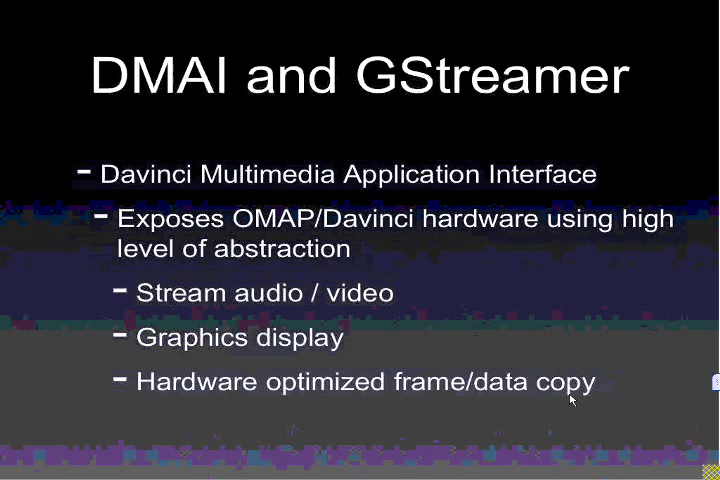 DMAI and GStreamer
- Davinci Multimedia Application Interface
- Exposes OMAP/Davinci hardware using high
level of abstraction
- Stream audio / video
- Graphics display
- Hardware optimized frame/data copy